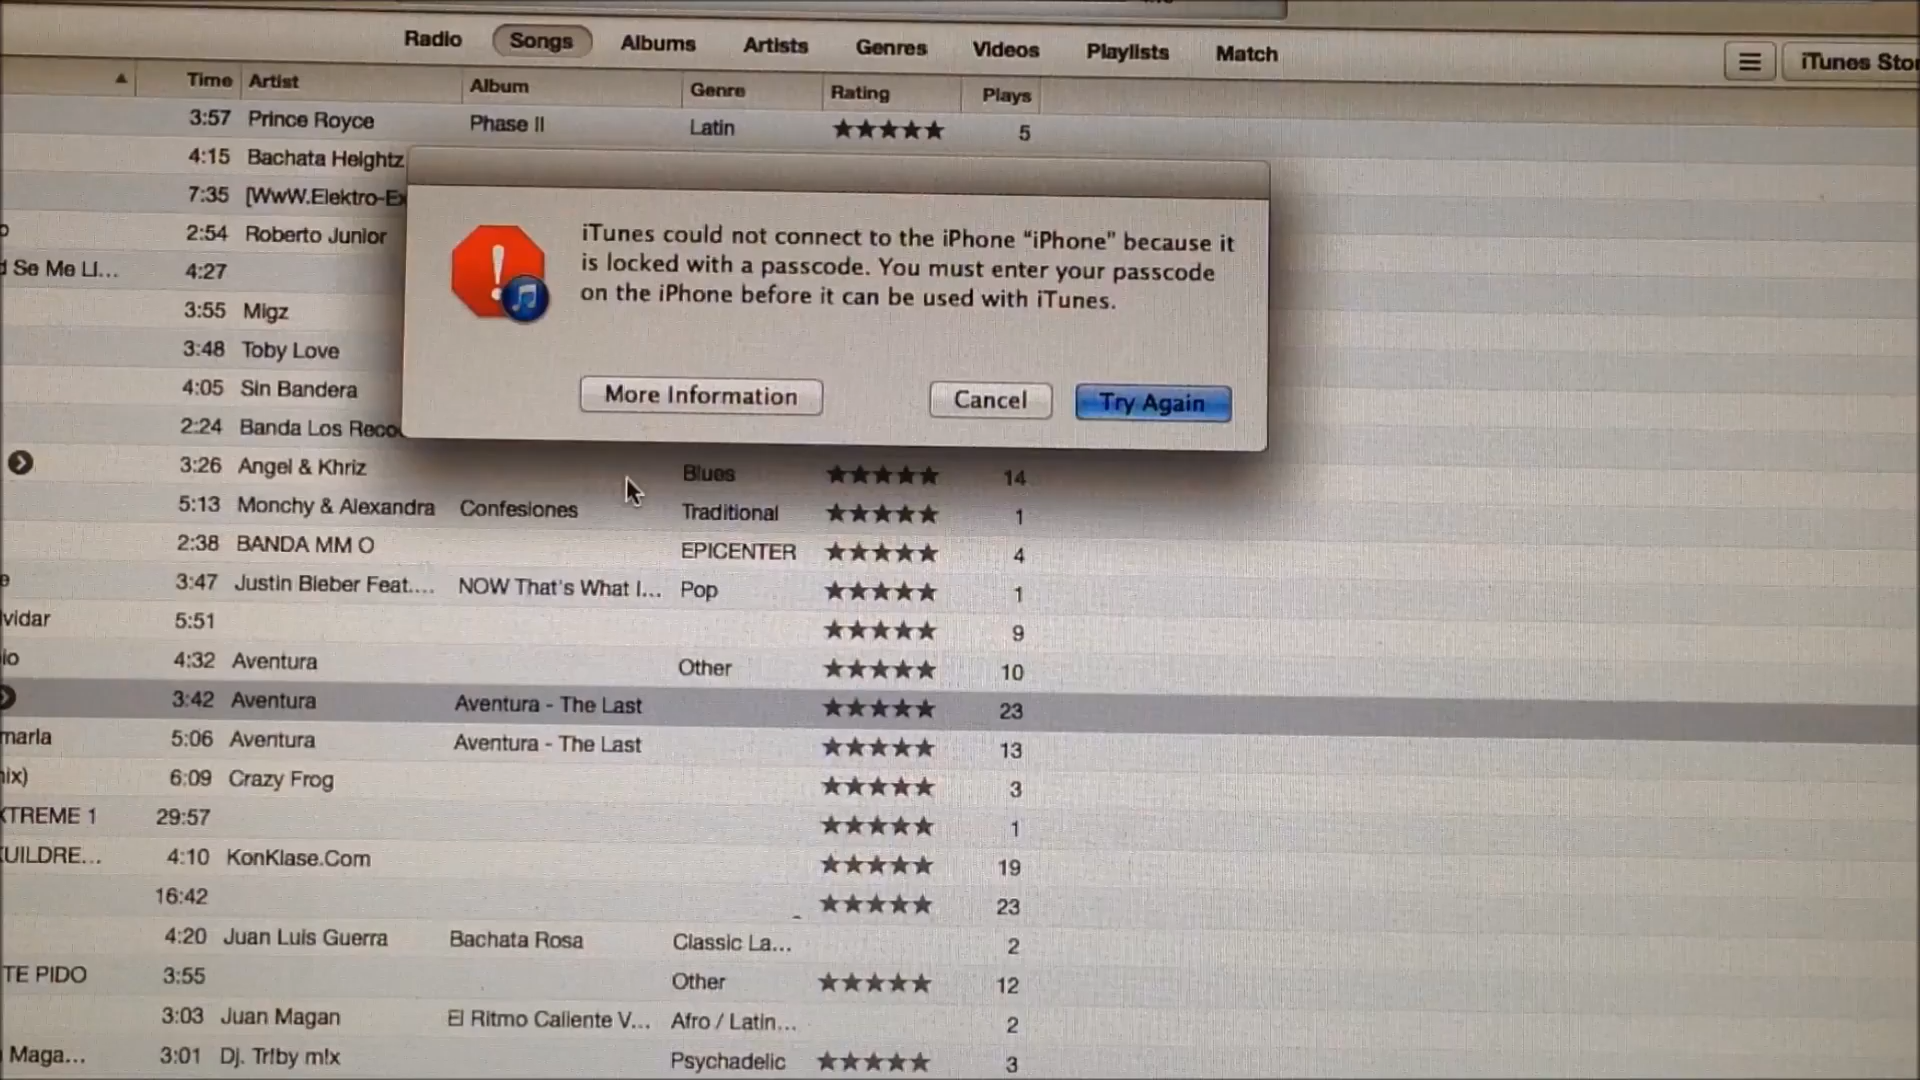 Radio Songs Albums Artists Genres Videos Playlists Match iTunes Stor
Time Artist Album Genre Rating Plays
3:57 Prince Royce Phase II Latin ★★★★★ 5
4:15 Bachata Heightz
7:35 [WwW.Elektro-Ex
2:54 Roberto Junior
d Se Me Ll... 4:27
3:55 Migz
3:48 Toby Love
4:05 Sin Bandera
2:24 Banda Los Reco
iTunes could not connect to the iPhone “iPhone” because it
is locked with a passcode. You must enter your passcode
on the iPhone before it can be used with iTunes.
More Information Cancel Try Again
3:26 Angel & Khriz Blues ★★★★★ 14
5:13 Monchy & Alexandra Confesiones Traditional ★★★★★ 1
2:38 BANDA MM O EPICENTER ★★★★★ 4
e 3:47 Justin Bieber Feat.... NOW That's What I... Pop ★★★★★ 1
vidar 5:51 ★★★★★ 9
io 4:32 Aventura Other ★★★★★ 10
3:42 Aventura Aventura - The Last ★★★★★ 23
marla 5:06 Aventura Aventura - The Last ★★★★★ 13
nix) 6:09 Crazy Frog ★★★★★ 3
XTREME 1 29:57 ★★★★★ 1
UILDRE... 4:10 KonKlase.Com ★★★★★ 19
16:42 ★★★★★ 23
4:20 Juan Luis Guerra Bachata Rosa Classic La... 2
TE PIDO 3:55 Other ★★★★★ 12
3:03 Juan Magan El Ritmo Caliente V... Afro / Latin... 2
Maga... 3:01 Dj. Tr!by m!x Psychadelic ★★★★★ 3